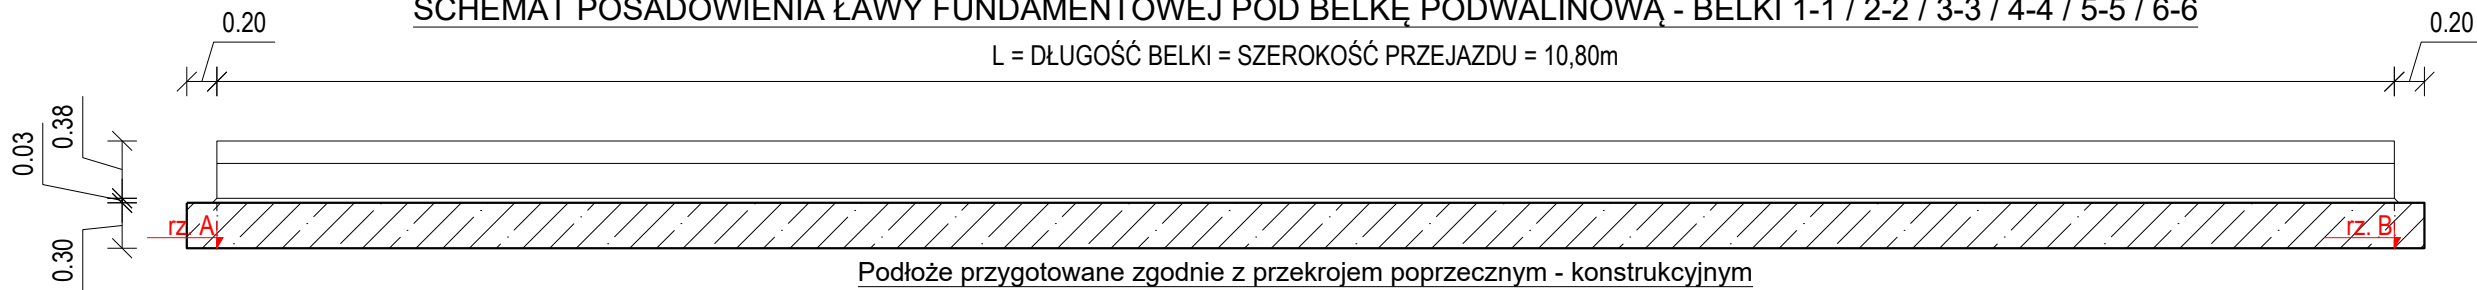 SCHEMAT POSADOWIENIA ŁAWY FUNDAMENTOWEJ POD BELKĘ PODWALINOWĄ - BELKI 1-1 / 2-2 / 3-3 / 4-4 / 5-5 / 6-6
0.20
0.20
L = DŁUGOŚĆ BELKI = SZEROKOŚĆ PRZEJAZDU = 10,80m
0.03
0.38
0.30
rz. A
rz. B
Podłoże przygotowane zgodnie z przekrojem poprzecznym - konstrukcyjnym